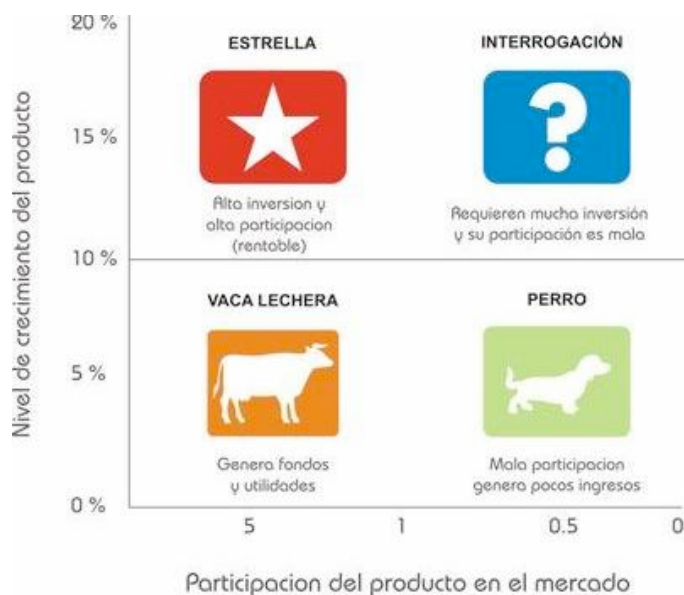 20 %
ESTRELLA
INTERROGACIÓN
?
15 %
Alta inversion y
alta participacion
(rentable)
Requieren mucha inversión
y su participación es mala
10 %
VACA LECHERA
PERRO
5 %
Genera fondos
y utilidades
Mala participacion
genera pocos ingresos
0 %
5
1
0.5
0
Nivel de crecimiento del producto
Participacion del producto en el mercado